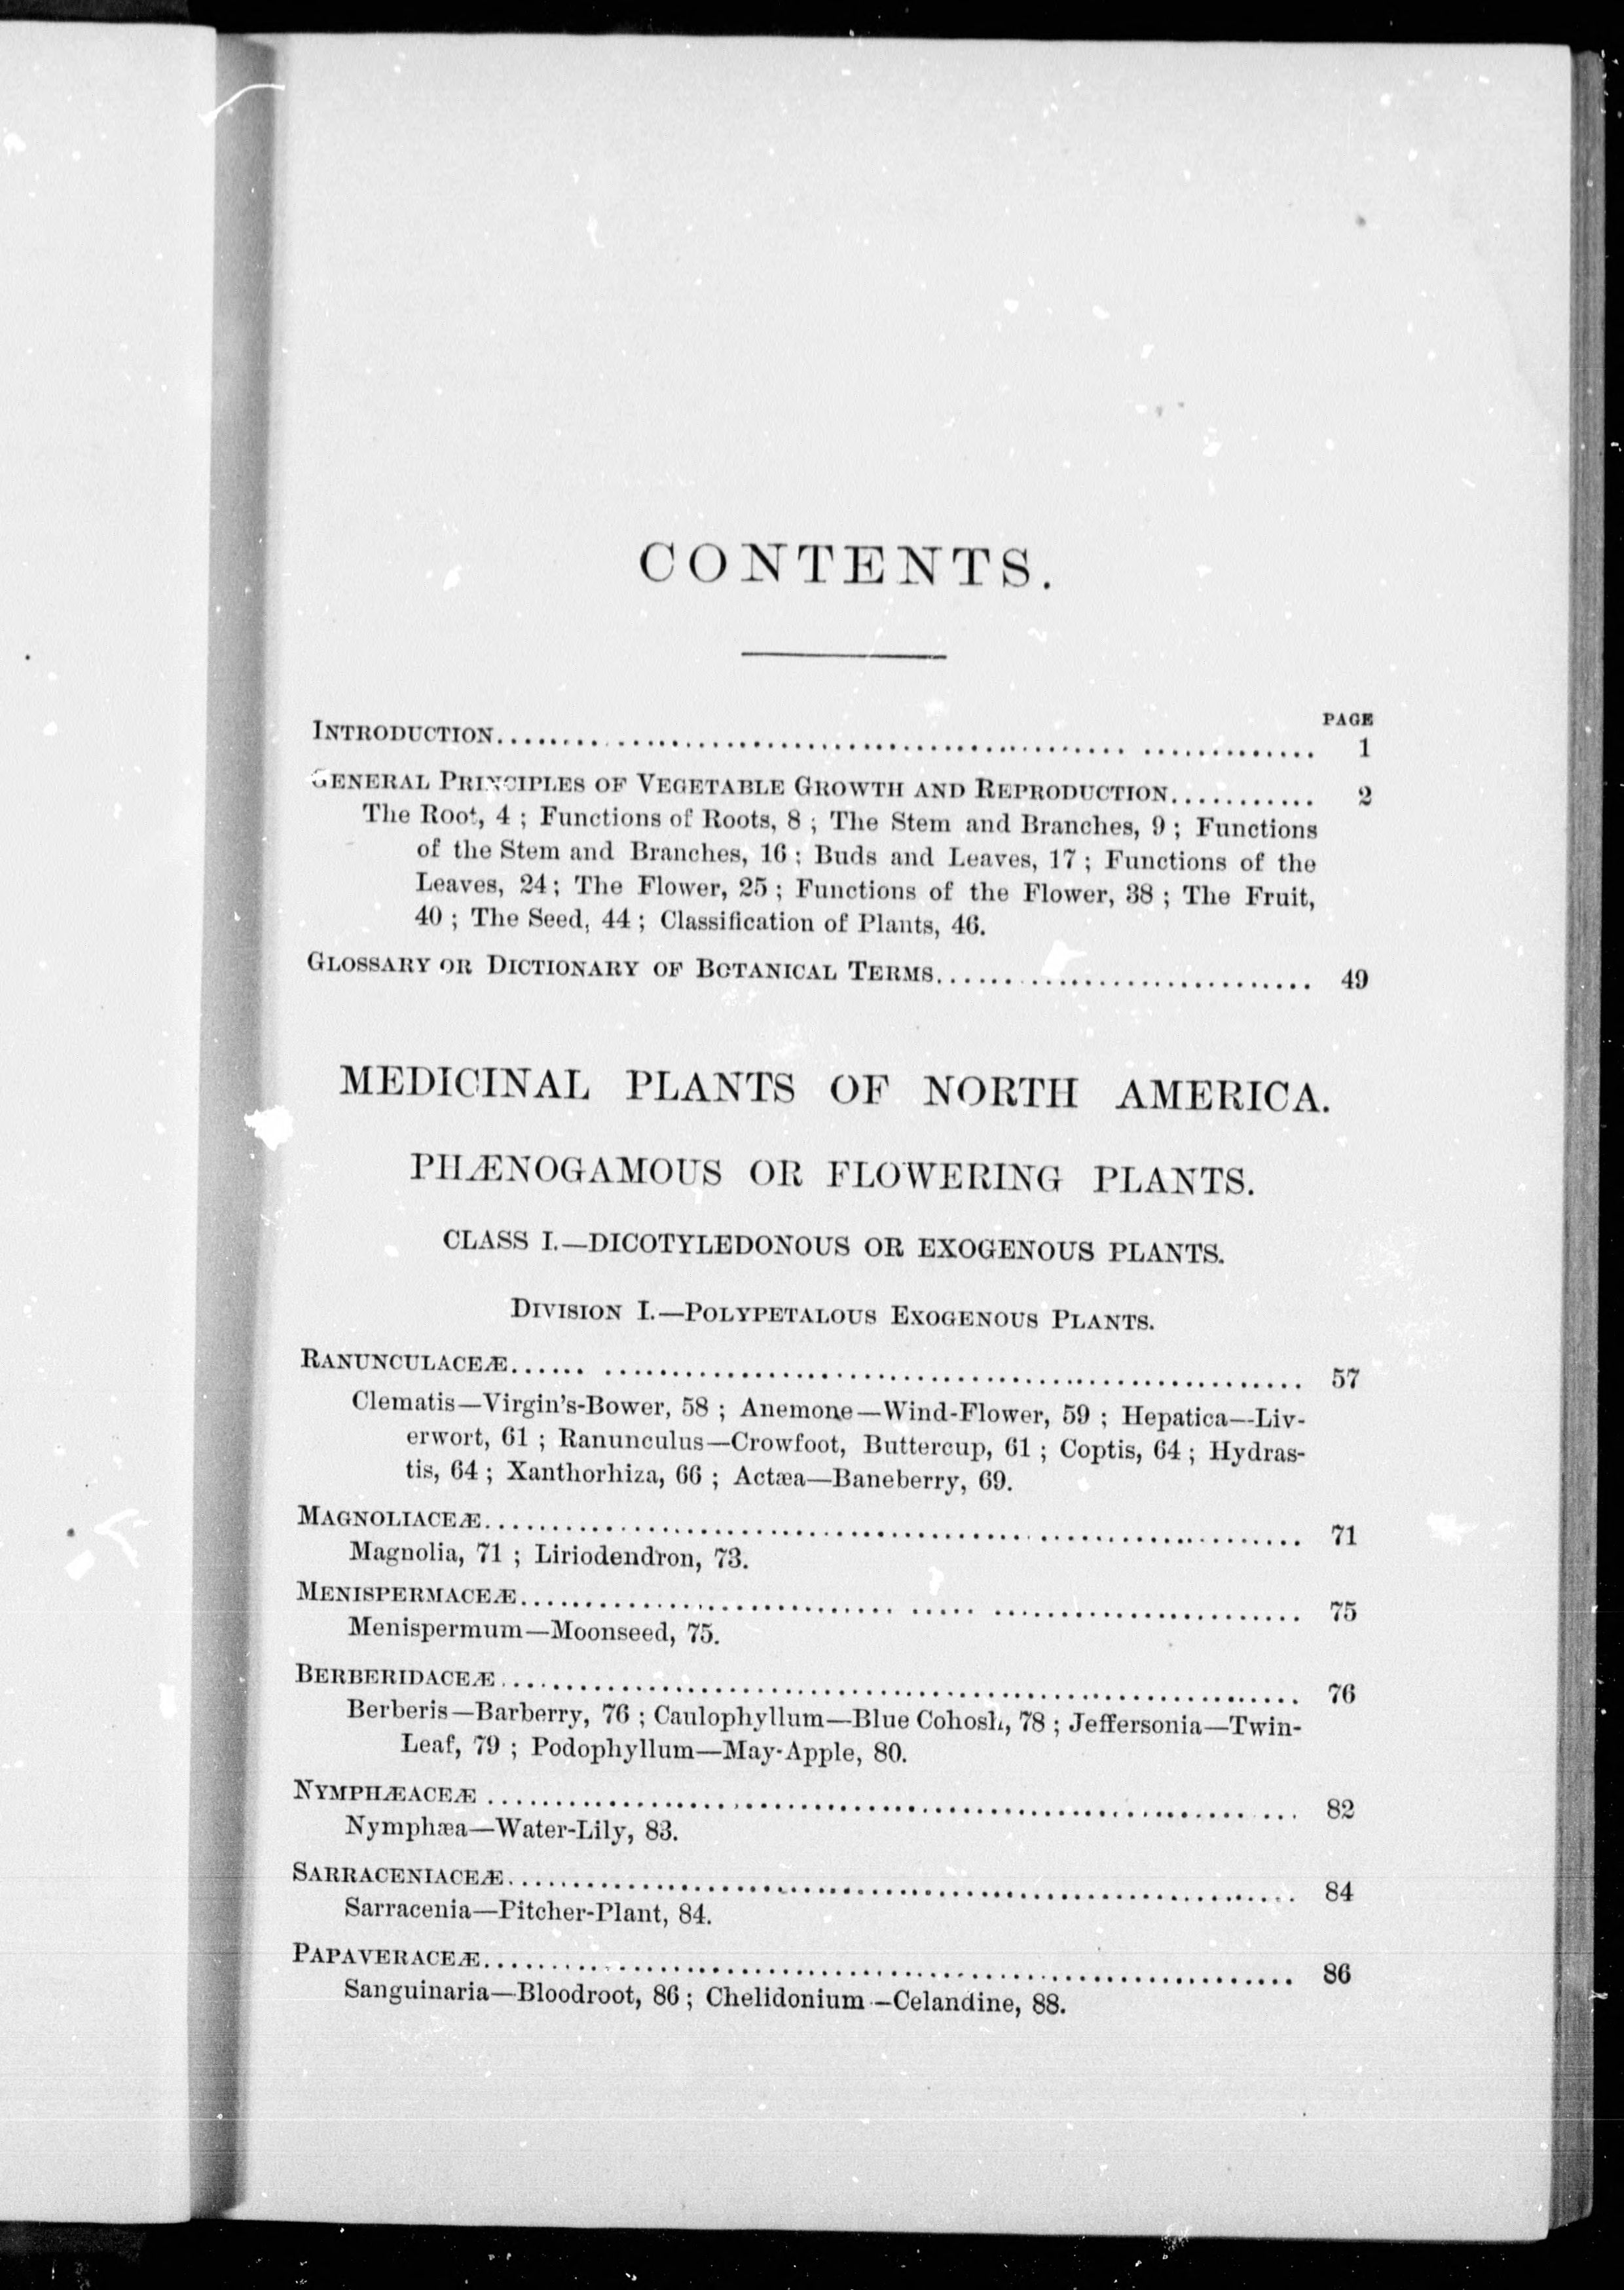 CONTENTS.
PAGE
INTRODUCTION........................................................ 1
GENERAL PRINCIPLES OF VEGETABLE GROWTH AND REPRODUCTION........... 2
The Root, 4 ; Functions of Roots, 8 ; The Stem and Branches, 9 ; Functions
of the Stem and Branches, 16 ; Buds and Leaves, 17 ; Functions of the
Leaves, 24 ; The Flower, 25 ; Functions of the Flower, 38 ; The Fruit,
40 ; The Seed, 44 ; Classification of Plants, 46.
GLOSSARY OR DICTIONARY OF BOTANICAL TERMS........................... 49
MEDICINAL PLANTS OF NORTH AMERICA.
PHÆNOGAMOUS OR FLOWERING PLANTS.
CLASS I.—DICOTYLEDONOUS OR EXOGENOUS PLANTS.
DIVISION I.—POLYPETALOUS EXOGENOUS PLANTS.
RANUNCULACEÆ........................................................ 57
Clematis—Virgin's-Bower, 58 ; Anemone—Wind-Flower, 59 ; Hepatica—Liv-
erwort, 61 ; Ranunculus—Crowfoot, Buttercup, 61 ; Coptis, 64 ; Hydras-
tis, 64 ; Xanthorhiza, 66 ; Actæa—Baneberry, 69.
MAGNOLIACEÆ......................................................... 71
Magnolia, 71 ; Liriodendron, 73.
MENISPERMACEÆ....................................................... 75
Menispermum—Moonseed, 75.
BERBERIDACEÆ........................................................ 76
Berberis—Barberry, 76 ; Caulophyllum—Blue Cohosh, 78 ; Jeffersonia—Twin-
Leaf, 79 ; Podophyllum—May-Apple, 80.
NYMPHÆACEÆ ......................................................... 82
Nymphæa—Water-Lily, 83.
SARRACENIACEÆ....................................................... 84
Sarracenia—Pitcher-Plant, 84.
PAPAVERACEÆ......................................................... 86
Sanguinaria—Bloodroot, 86 ; Chelidonium—Celandine, 88.